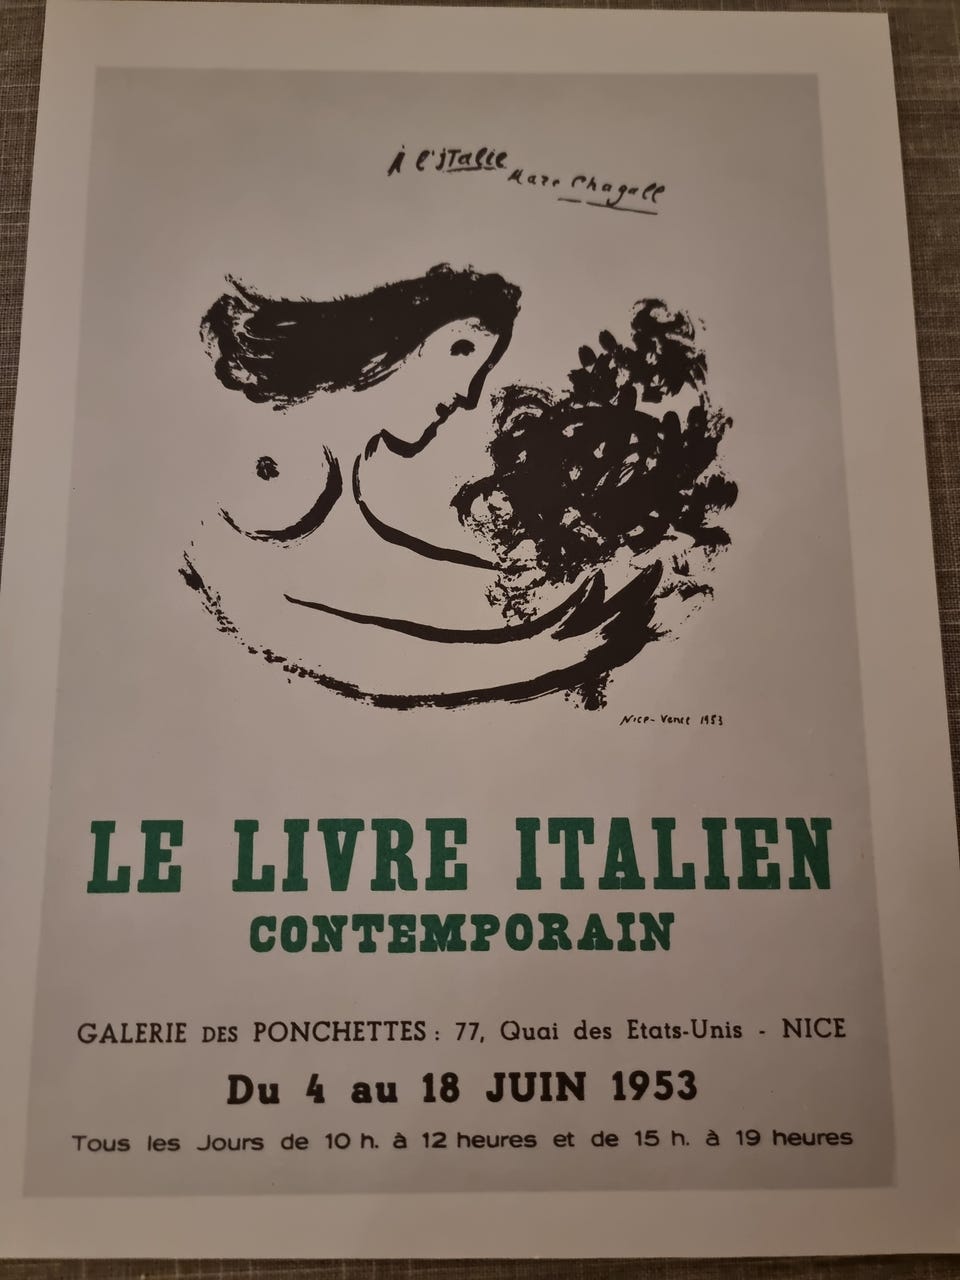 À l'italie
Marc Chagall
Nice-Vence 1953
LE LIVRE ITALIEN
CONTEMPORAIN
GALERIE DES PONCHETTES : 77, Quai des Etats-Unis - NICE
Du 4 au 18 JUIN 1953
Tous les Jours de 10 h. à 12 heures et de 15 h. à 19 heures